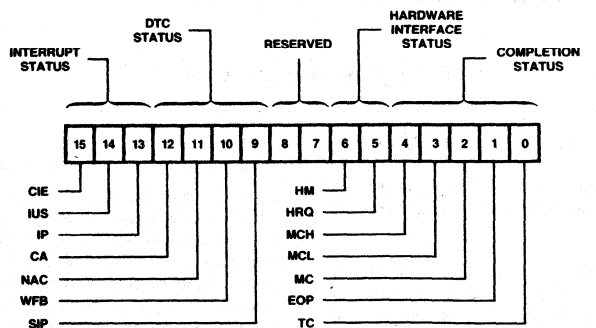 INTERRUPT
STATUS
DTC
STATUS
RESERVED
HARDWARE
INTERFACE
STATUS
COMPLETION
STATUS
15 14 13 12 11 10 9 8 7 6 5 4 3 2 1 0
CIE
IUS
IP
CA
NAC
WFB
SIP
HM
HRQ
MCH
MCL
MC
EOP
TC